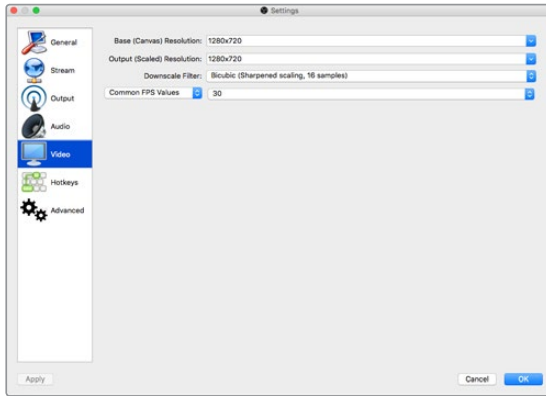 Settings
General
Stream
Output
Audio
Video
Hotkeys
Advanced
Base (Canvas) Resolution: 1280x720
Output (Scaled) Resolution: 1280x720
Downscale Filter: Bicubic (Sharpened scaling, 16 samples)
Common FPS Values 30
Apply
Cancel
OK